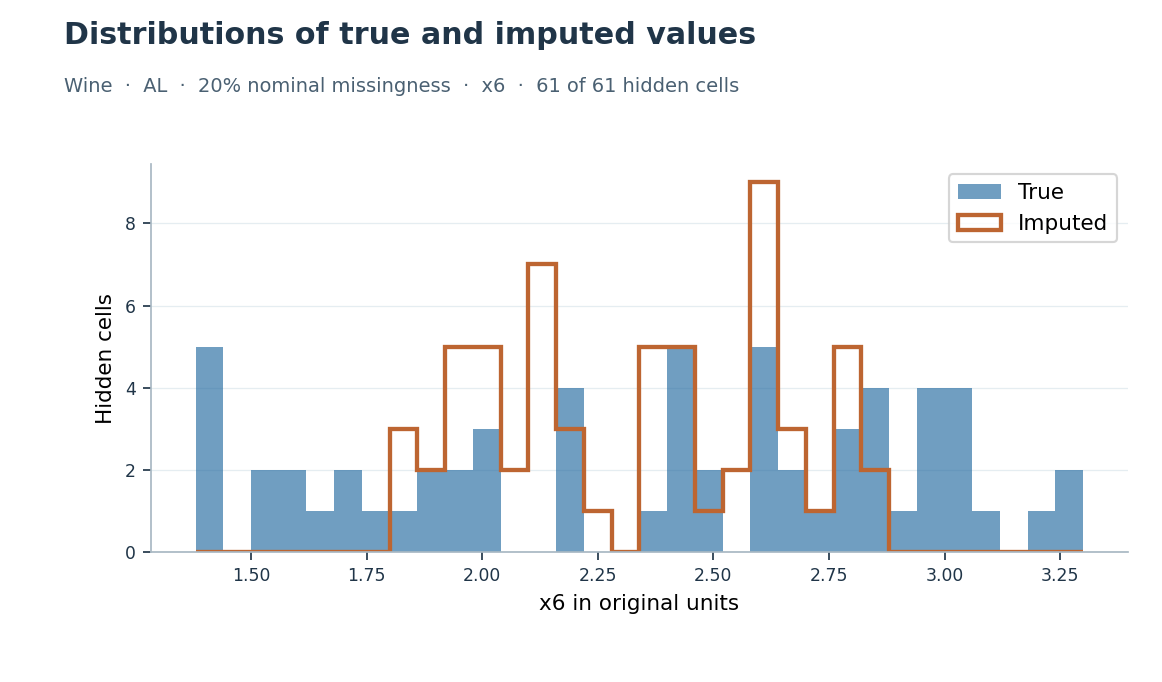 Distributions of true and imputed values
Wine · AL · 20% nominal missingness · x6 · 61 of 61 hidden cells
True
Imputed
Hidden cells
8
6
4
2
0
1.50 1.75 2.00 2.25 2.50 2.75 3.00 3.25
x6 in original units